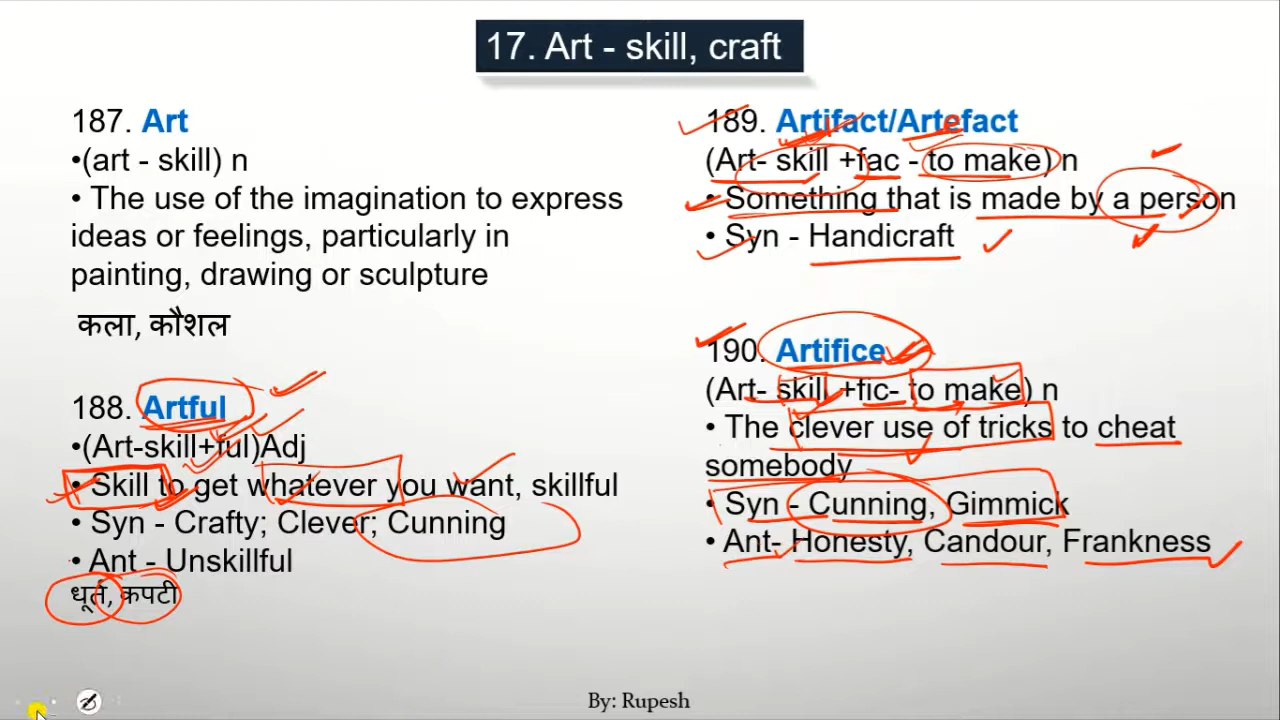 17. Art - skill, craft
187. Art
•(art - skill) n
• The use of the imagination to express
ideas or feelings, particularly in
painting, drawing or sculpture
कला, कौशल
188. Artful
•(Art-skill+ful)Adj
• Skill to get whatever you want, skillful
• Syn - Crafty; Clever; Cunning
• Ant - Unskillful
धूर्त, कपटी
189. Artifact/Artefact
(Art- skill +fac - to make) n
• Something that is made by a person
• Syn - Handicraft
190. Artifice
(Art- skill +fic- to make) n
• The clever use of tricks to cheat
somebody
• Syn - Cunning, Gimmick
• Ant- Honesty, Candour, Frankness
By: Rupesh